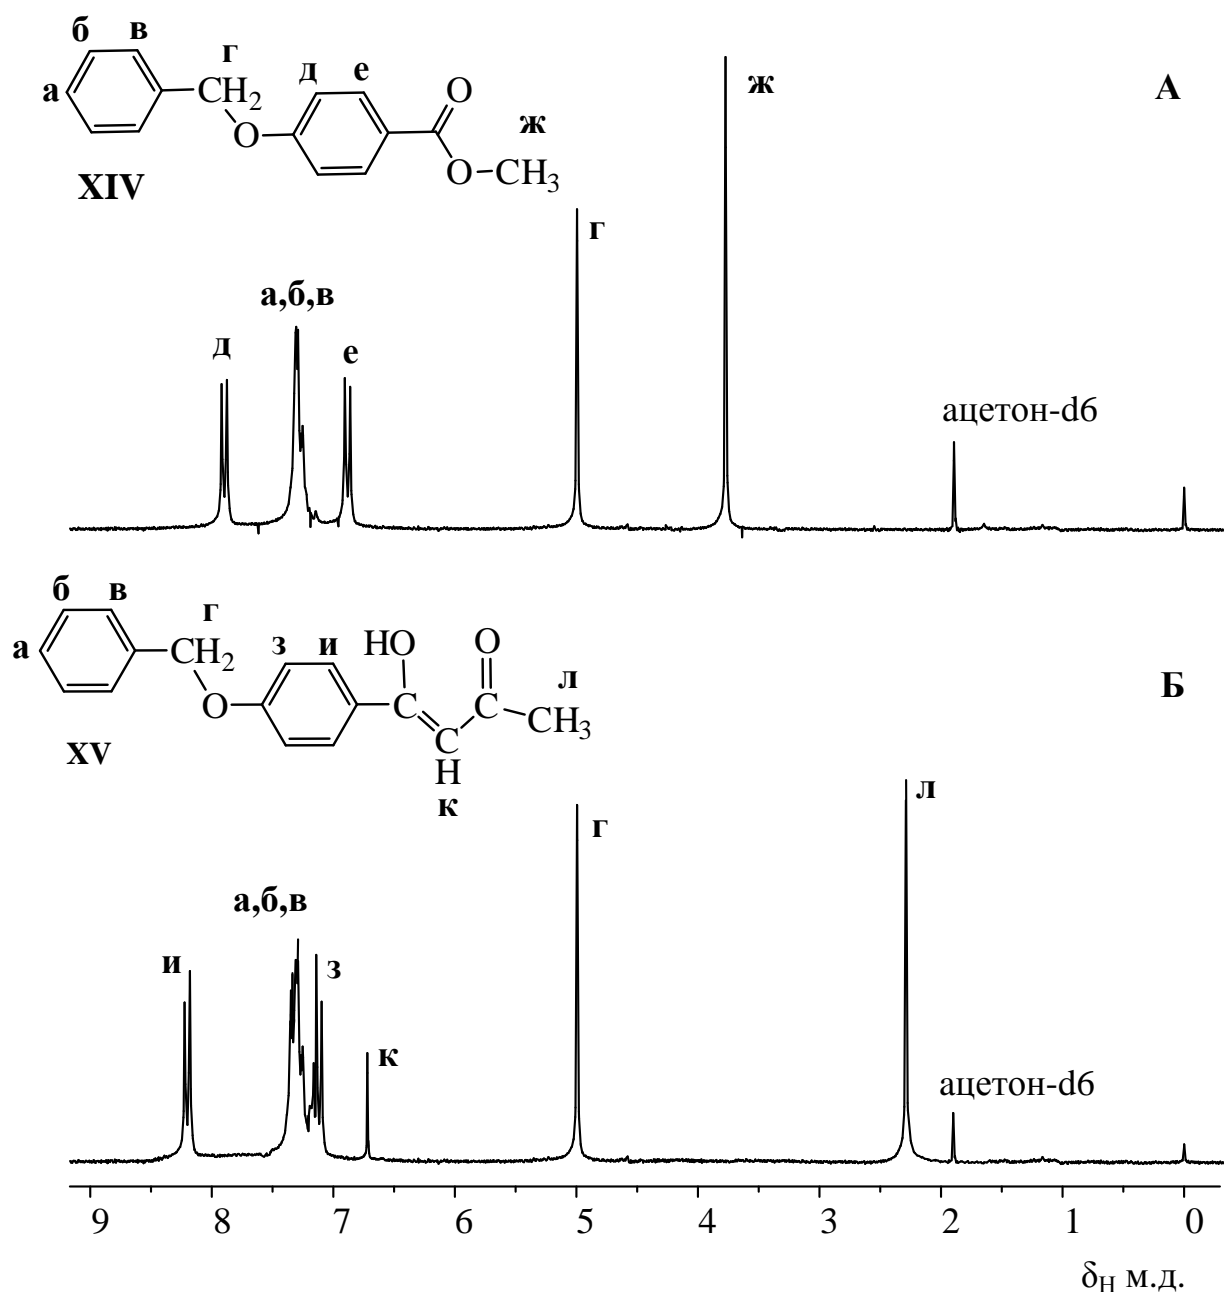 б в
г
а
CH2
д е
O
ж
O
O
CH3
XIV
А
ж
г
а,б,в
д
е
ацетон-d6
б в
г
а
CH2
з и
HO
O
л
O
C
C
CH3
C
H
к
XV
Б
л
г
а,б,в
и
з
к
ацетон-d6
9 8 7 6 5 4 3 2 1 0
δH м.д.